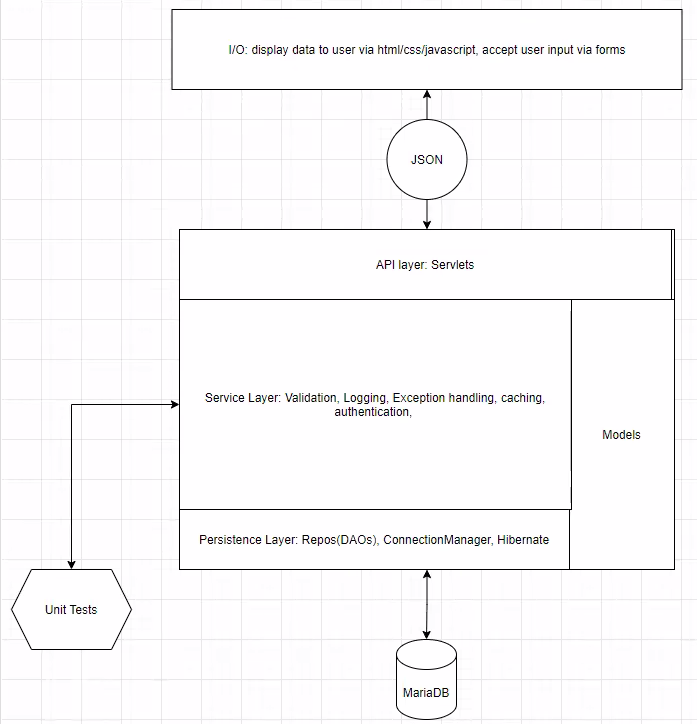 I/O: display data to user via html/css/javascript, accept user input via forms
JSON
API layer: Servlets
Service Layer: Validation, Logging, Exception handling, caching,
authentication,
Models
Persistence Layer: Repos(DAOs), ConnectionManager, Hibernate
Unit Tests
MariaDB